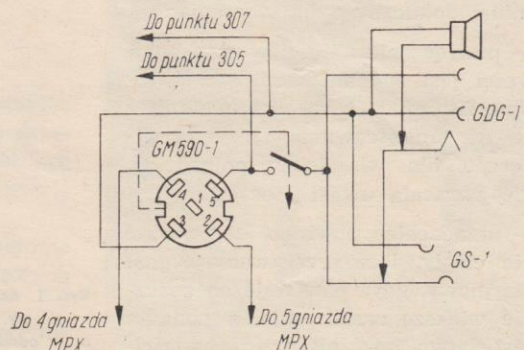 Do punktu 307
Do punktu 305
GDG-1
GM590-1
4 1 5
3 2
GS-1
Do 4 gniazda
MPX
Do 5 gniazda
MPX